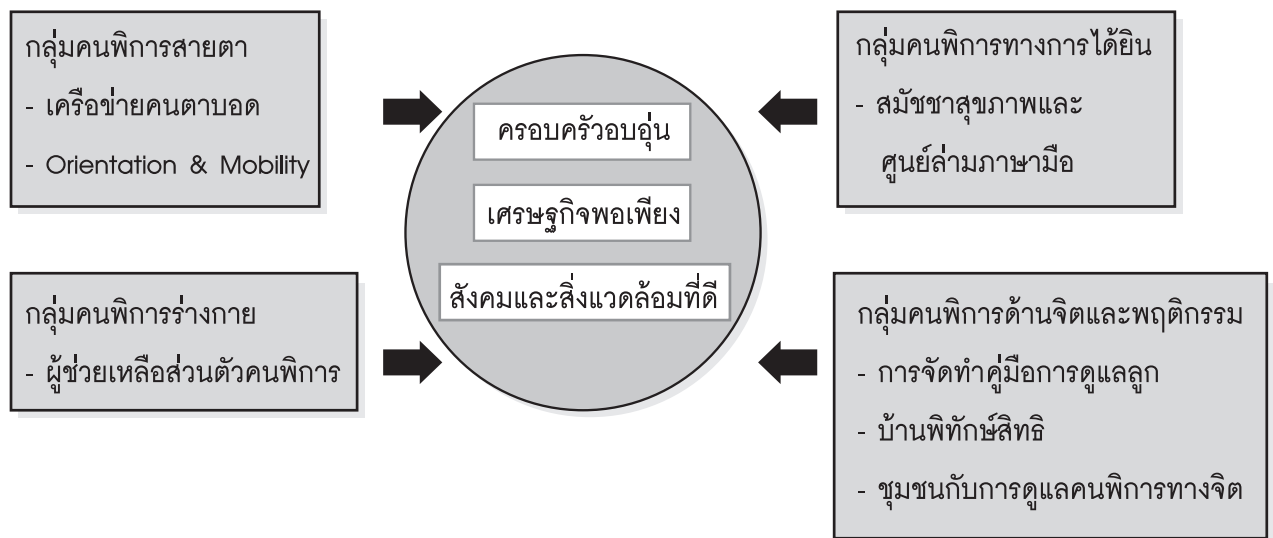 กลุ่มคนพิการสายตา
- เครือข่ายคนตาบอด
- Orientation & Mobility
กลุ่มคนพิการทางการได้ยิน
- สมัชชาสุขภาพและ
ศูนย์ล่ามภาษามือ
ครอบครัวอบอุ่น
เศรษฐกิจพอเพียง
สังคมและสิ่งแวดล้อมที่ดี
กลุ่มคนพิการร่างกาย
- ผู้ช่วยเหลือส่วนตัวคนพิการ
กลุ่มคนพิการด้านจิตและพฤติกรรม
- การจัดทำคู่มือการดูแลลูก
- บ้านพิทักษ์สิทธิ
- ชุมชนกับการดูแลคนพิการทางจิต